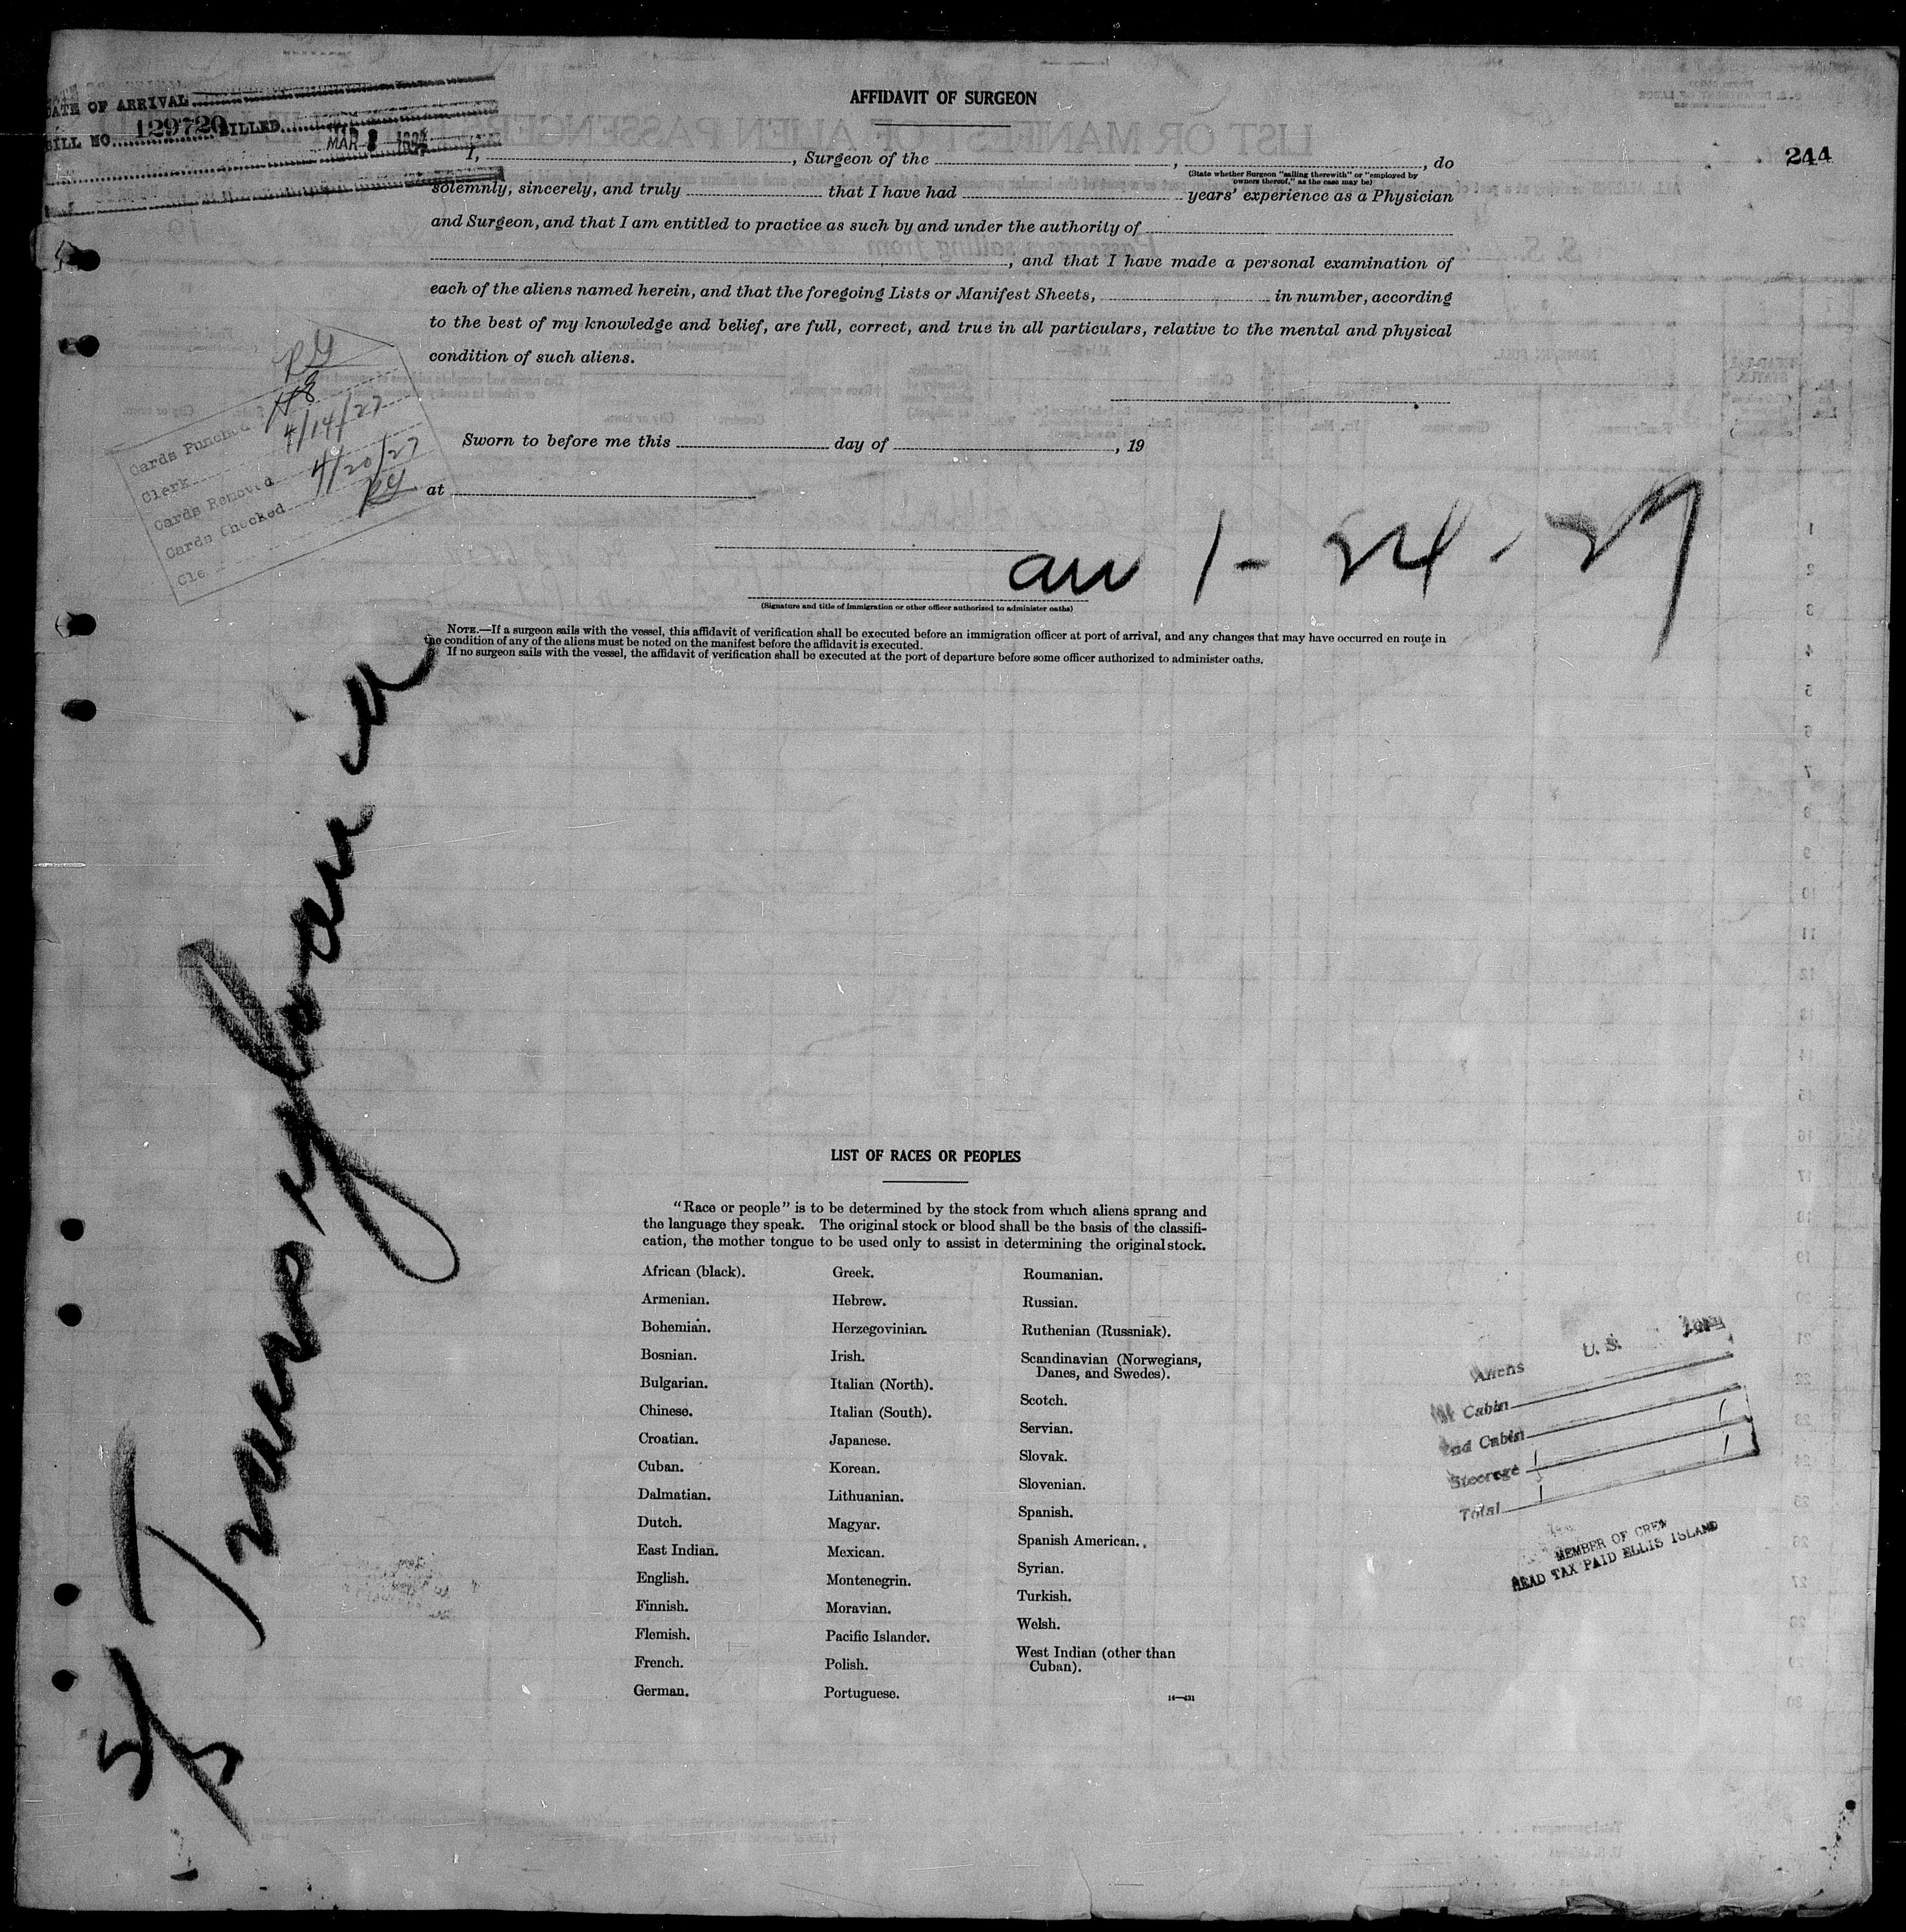 DATE OF ARRIVAL
BILL NO. 129720 BILLED
MAR
244
AFFIDAVIT OF SURGEON
I, , Surgeon of the , , do
(State whether Surgeon "sailing therewith" or "employed by
owners thereof," as the case may be)
solemnly, sincerely, and truly that I have had years' experience as a Physician
and Surgeon, and that I am entitled to practice as such by and under the authority of
, and that I have made a personal examination of
each of the aliens named herein, and that the foregoing Lists or Manifest Sheets, in number, according
to the best of my knowledge and belief, are full, correct, and true in all particulars, relative to the mental and physical
condition of such aliens.
Sworn to before me this day of , 19
at
Cards Punched
4/14/27
Clerk
Cards Removed 4/20/27
Cards Checked
arr 1-24-27
(Signature and title of immigration or other officer authorized to administer oaths)
NOTE.—If a surgeon sails with the vessel, this affidavit of verification shall be executed before an immigration officer at port of arrival, and any changes that may have occurred en route in
the condition of any of the aliens must be noted on the manifest before the affidavit is executed.
If no surgeon sails with the vessel, the affidavit of verification shall be executed at the port of departure before some officer authorized to administer oaths.
S/S Transylvania
LIST OF RACES OR PEOPLES
"Race or people" is to be determined by the stock from which aliens sprang and
the language they speak. The original stock or blood shall be the basis of the classifi-
cation, the mother tongue to be used only to assist in determining the original stock.
African (black).
Armenian.
Bohemian.
Bosnian.
Bulgarian.
Chinese.
Croatian.
Cuban.
Dalmatian.
Dutch.
East Indian.
English.
Finnish.
Flemish.
French.
German.
Greek.
Hebrew.
Herzegovinian.
Irish.
Italian (North).
Italian (South).
Japanese.
Korean.
Lithuanian.
Magyar.
Mexican.
Montenegrin.
Moravian.
Pacific Islander.
Polish.
Portuguese.
Roumanian.
Russian.
Ruthenian (Russniak).
Scandinavian (Norwegians,
Danes, and Swedes).
Scotch.
Servian.
Slovak.
Slovenian.
Spanish.
Spanish American.
Syrian.
Turkish.
Welsh.
West Indian (other than
Cuban).
16—431
Aliens U. S. Total
1st Cabin
2nd Cabin
Steerage 1 1
Total 1 1
MEMBER OF CREW
HEAD TAX PAID ELLIS ISLAND